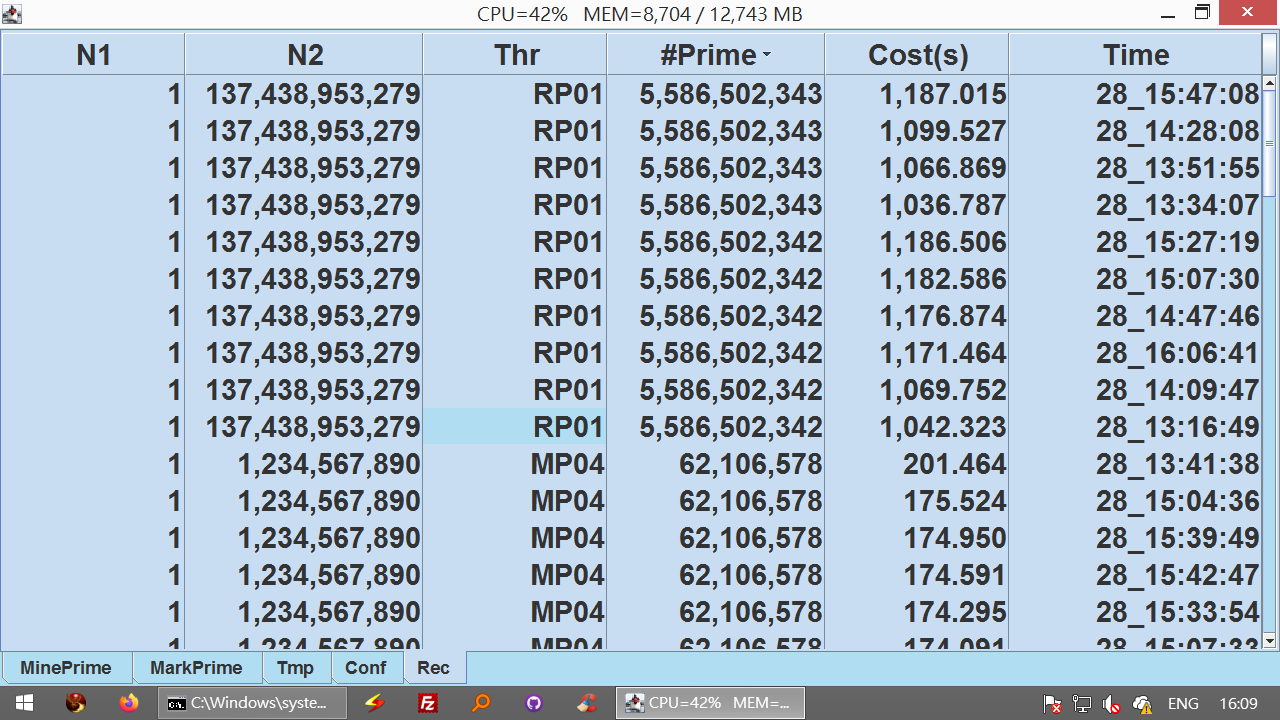 CPU=42% MEM=8,704 / 12,743 MB
N1 N2 Thr #Prime Cost(s) Time
1 137,438,953,279 RP01 5,586,502,343 1,187.015 28_15:47:08
1 137,438,953,279 RP01 5,586,502,343 1,099.527 28_14:28:08
1 137,438,953,279 RP01 5,586,502,343 1,066.869 28_13:51:55
1 137,438,953,279 RP01 5,586,502,343 1,036.787 28_13:34:07
1 137,438,953,279 RP01 5,586,502,342 1,186.506 28_15:27:19
1 137,438,953,279 RP01 5,586,502,342 1,182.586 28_15:07:30
1 137,438,953,279 RP01 5,586,502,342 1,176.874 28_14:47:46
1 137,438,953,279 RP01 5,586,502,342 1,171.464 28_16:06:41
1 137,438,953,279 RP01 5,586,502,342 1,069.752 28_14:09:47
1 137,438,953,279 RP01 5,586,502,342 1,042.323 28_13:16:49
1 1,234,567,890 MP04 62,106,578 201.464 28_13:41:38
1 1,234,567,890 MP04 62,106,578 175.524 28_15:04:36
1 1,234,567,890 MP04 62,106,578 174.950 28_15:39:49
1 1,234,567,890 MP04 62,106,578 174.591 28_15:42:47
1 1,234,567,890 MP04 62,106,578 174.295 28_15:33:54
1 1,234,567,890 MP04 62,106,578 174.091 28_15:07:33
MinePrime MarkPrime Tmp Conf Rec
C:\Windows\syste... CPU=42% MEM=... ENG 16:09